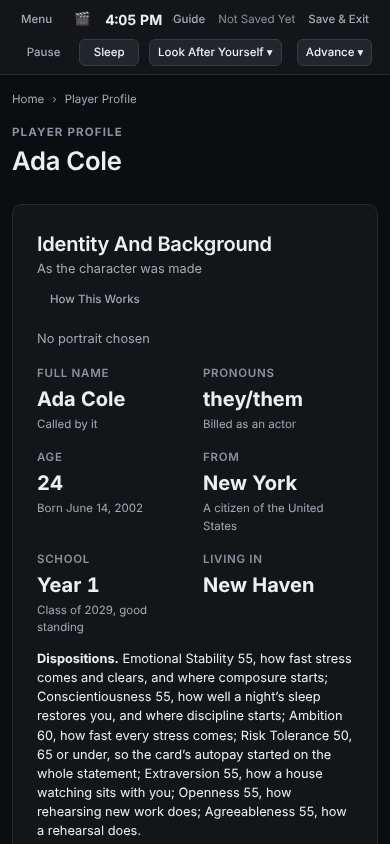 Menu 🎬 4:05 PM Guide Not Saved Yet Save & Exit
Pause Sleep Look After Yourself ▾ Advance ▾
Home › Player Profile
PLAYER PROFILE
Ada Cole
Identity And Background
As the character was made
How This Works
No portrait chosen
FULL NAME PRONOUNS
Ada Cole they/them
Called by it Billed as an actor
AGE FROM
24 New York
Born June 14, 2002 A citizen of the United
States
SCHOOL LIVING IN
Year 1 New Haven
Class of 2029, good
standing
Dispositions. Emotional Stability 55, how fast stress
comes and clears, and where composure starts;
Conscientiousness 55, how well a night’s sleep
restores you, and where discipline starts; Ambition
60, how fast every stress comes; Risk Tolerance 50,
65 or under, so the card’s autopay started on the
whole statement; Extraversion 55, how a house
watching sits with you; Openness 55, how
rehearsing new work does; Agreeableness 55, how
a rehearsal does.